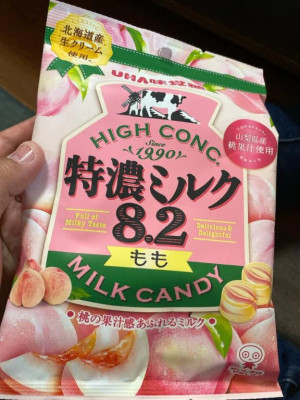 北海道産
生クリーム
使用
UHA味覚糖
HIGH CONC.
Since
1990
山梨県産
桃果汁使用
特濃ミルク
8.2
Full of
Milky Taste
Delicious &
Delightful
もも
MILK CANDY
桃の果汁感あふれるミルク